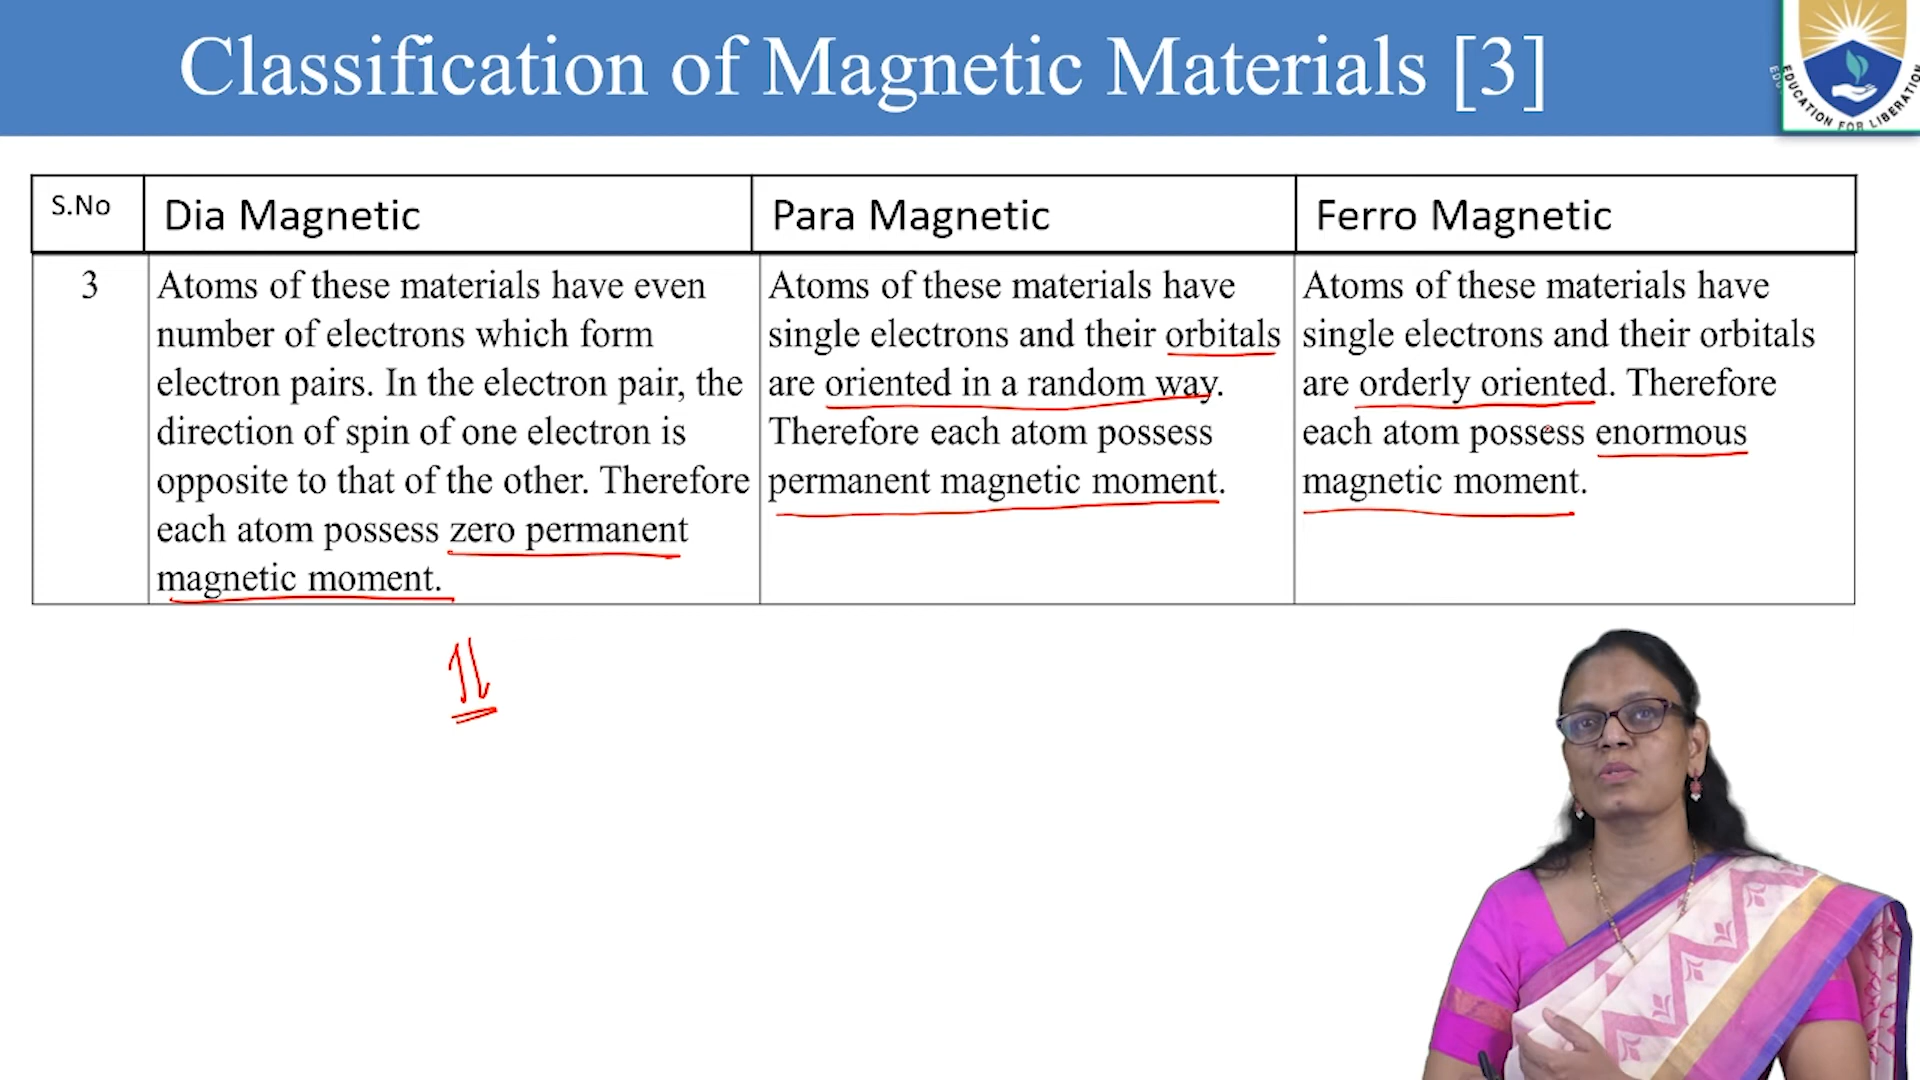 Classification of Magnetic Materials [3]
EDUCATION FOR LIBERATION
S.No
Dia Magnetic
Para Magnetic
Ferro Magnetic
3
Atoms of these materials have even
number of electrons which form
electron pairs. In the electron pair, the
direction of spin of one electron is
opposite to that of the other. Therefore
each atom possess zero permanent
magnetic moment.
Atoms of these materials have
single electrons and their orbitals
are oriented in a random way.
Therefore each atom possess
permanent magnetic moment.
Atoms of these materials have
single electrons and their orbitals
are orderly oriented. Therefore
each atom possess enormous
magnetic moment.